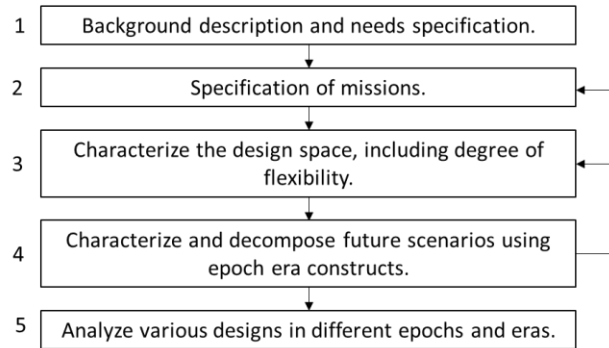 1 Background description and needs specification.
2 Specification of missions.
3 Characterize the design space, including degree of
flexibility.
4 Characterize and decompose future scenarios using
epoch era constructs.
5 Analyze various designs in different epochs and eras.